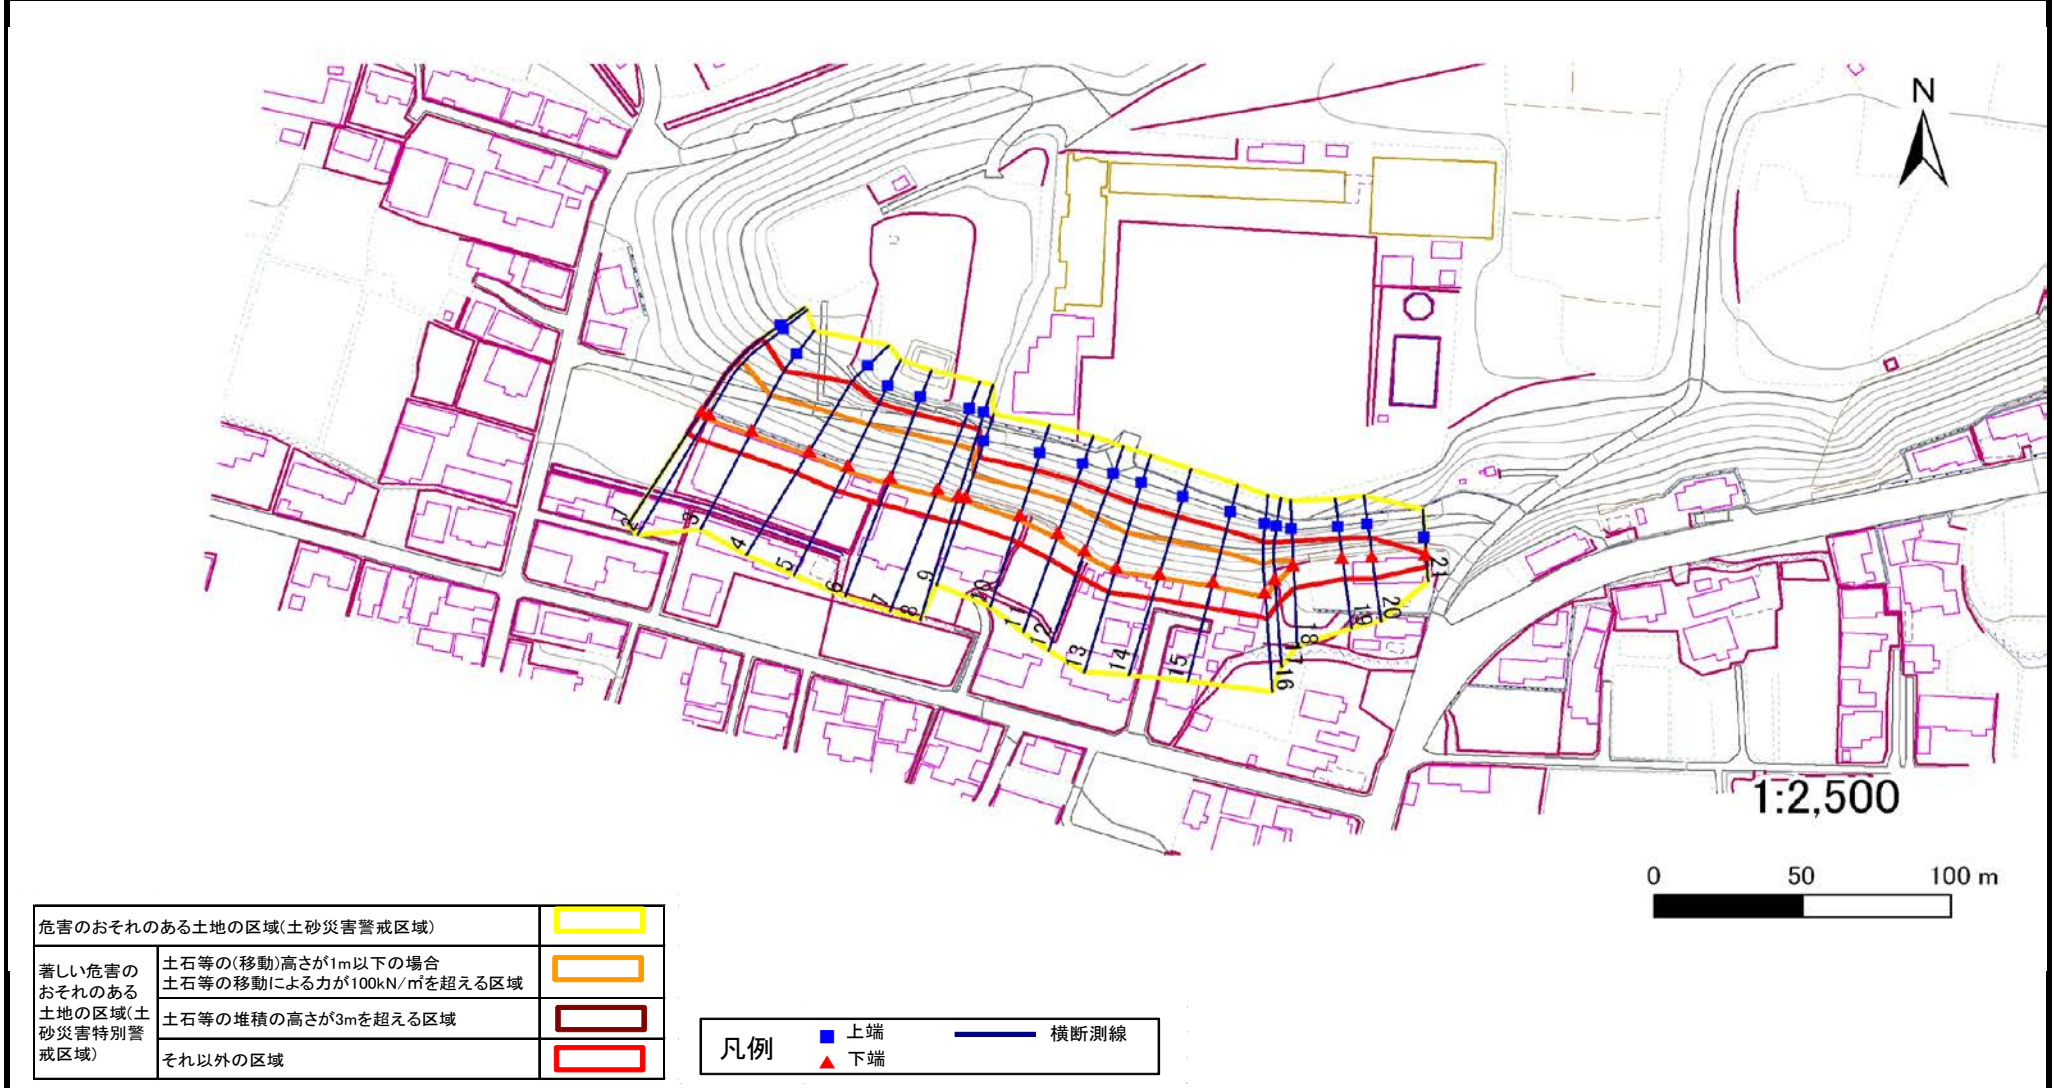 N
1
2
3
4
5
6
7
8
9
10
11
12
13
14
15
16
17
18
19
20
21
1:2,500
0 50 100 m
危害のおそれのある土地の区域(土砂災害警戒区域)
著しい危害の
おそれのある
土地の区域(土
砂災害特別警
戒区域)
土石等の(移動)高さが1m以下の場合
土石等の移動による力が100kN/㎡を超える区域
土石等の堆積の高さが3mを超える区域
それ以外の区域
凡例
上端
下端
横断測線